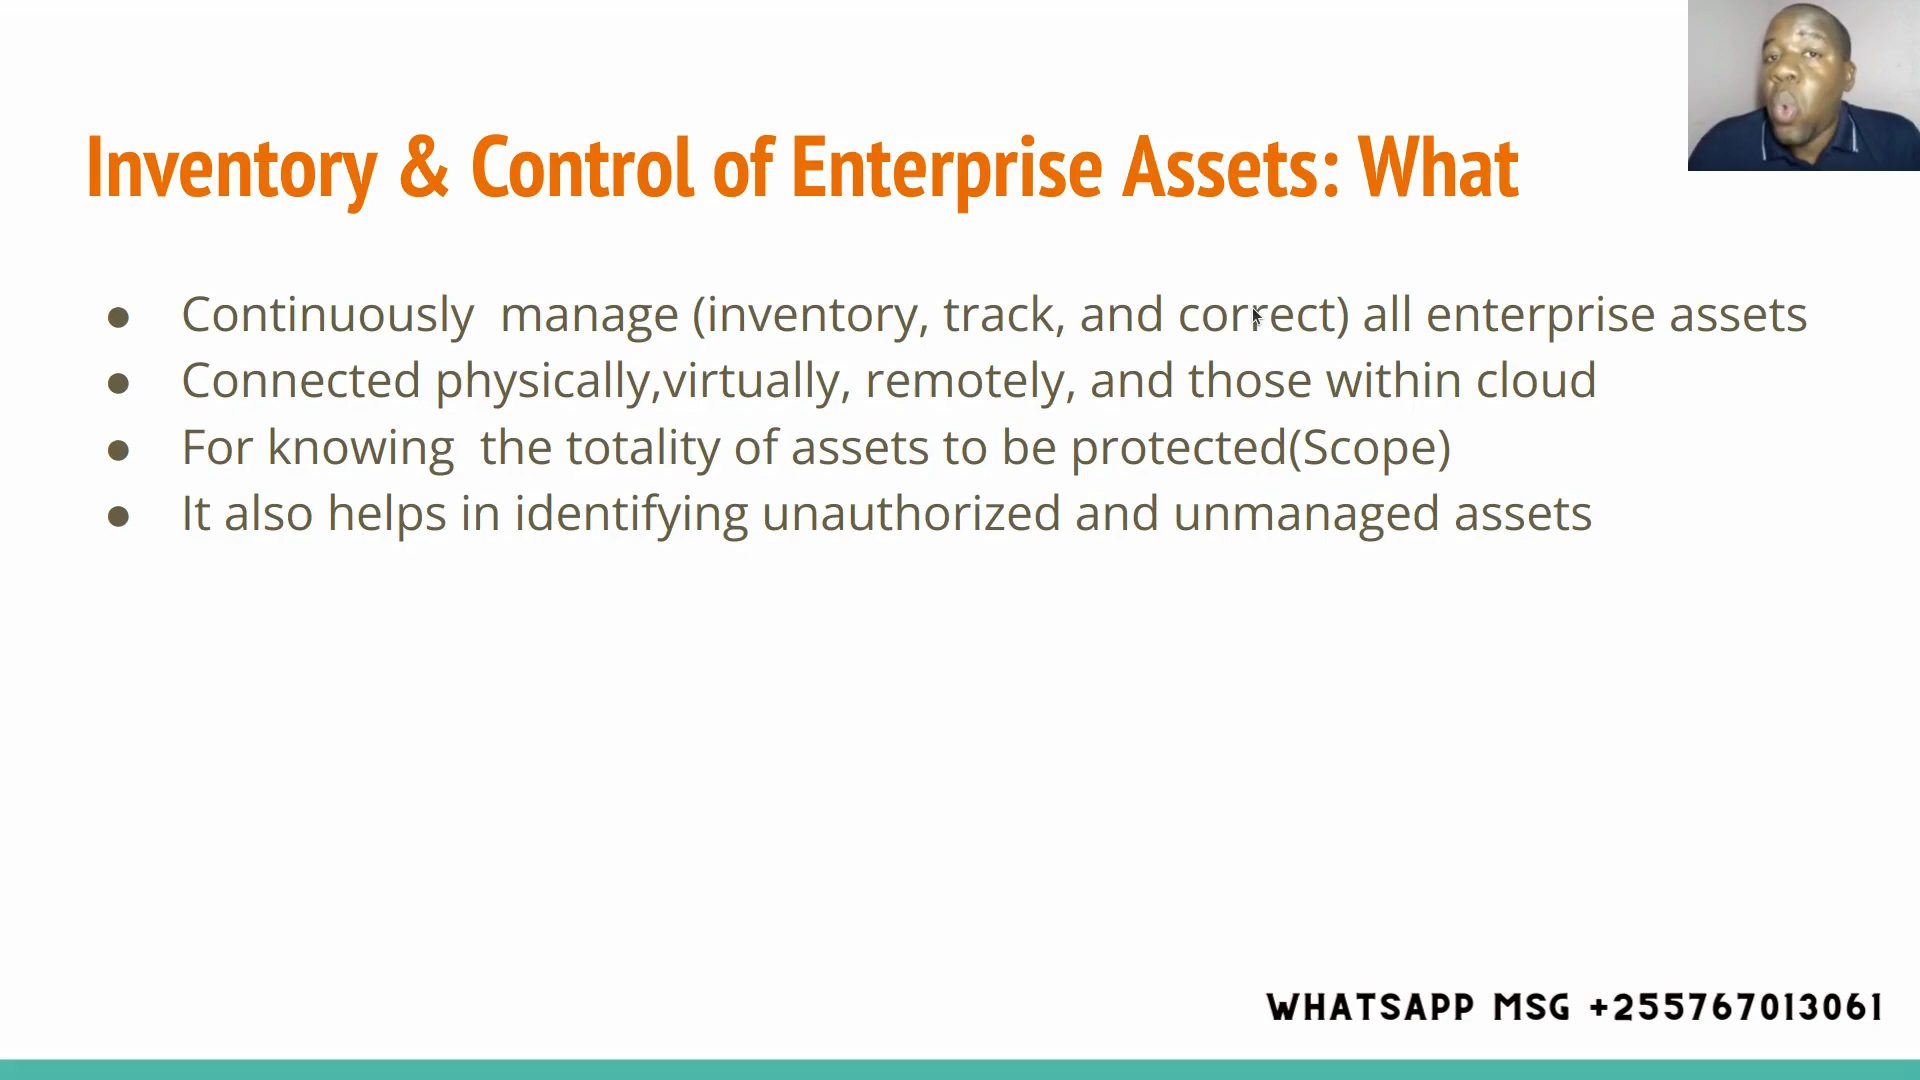 Inventory & Control of Enterprise Assets: What
● Continuously  manage (inventory, track, and correct) all enterprise assets
● Connected physically,virtually, remotely, and those within cloud
● For knowing  the totality of assets to be protected(Scope)
● It also helps in identifying unauthorized and unmanaged assets
WHATSAPP MSG +255767013061